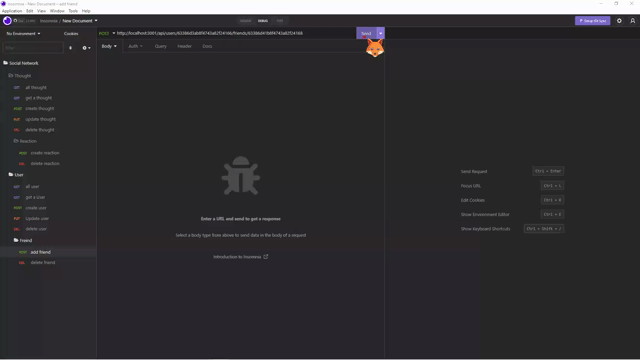 Insomnia - New Document - add friend
Application Edit View Window Tools Help
Insomnia / New Document
DESIGN DEBUG TEST
Setup Git Sync
No Environment Cookies
POST http://localhost:3001/api/users/
Send
Body Auth Query Header Docs
Filter
Social Network
Thought
GET all thought
GET get a thought
POST create thought
PUT update thought
DEL delete thought
Reaction
POST create reaction
DEL delete reaction
User
GET all user
GET get a user
POST create user
PUT update user
DEL delete user
Friend
POST add friend
DEL delete friend
Enter a URL and send to get a response
Select a body type from above to send data in the body of a request.
Introduction to Insomnia
Send Request Ctrl + Enter
Focus URL Ctrl + L
Edit Cookies Ctrl + K
Show Environment Editor Ctrl + E
Show Keyboard Shortcuts Ctrl + Shift + /